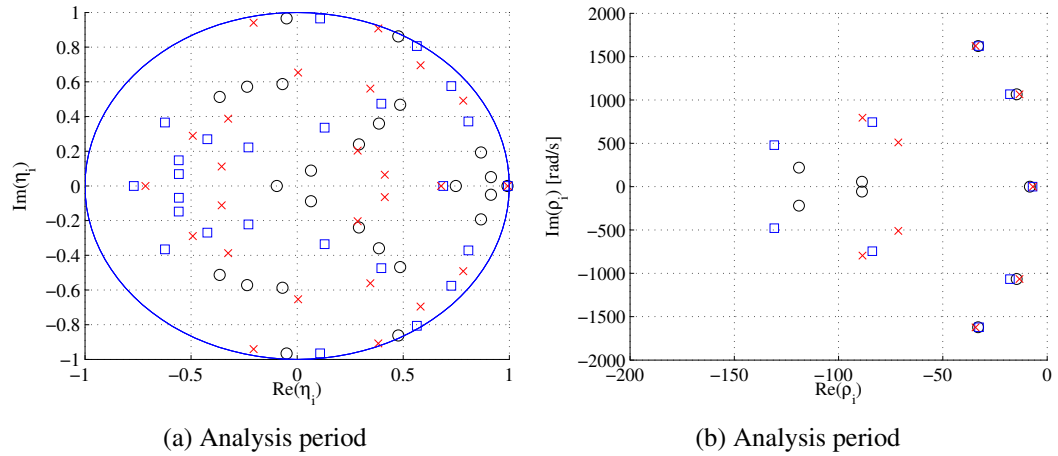 1
0.8
0.6
0.4
0.2
0
−0.2
−0.4
−0.6
−0.8
−1
−1 −0.5 0 0.5 1
Im(η_i)
Re(η_i)
(a) Analysis period
2000
1500
1000
500
0
−500
−1000
−1500
−2000
−200 −150 −100 −50 0
Im(ρ_i) [rad/s]
Re(ρ_i)
(b) Analysis period